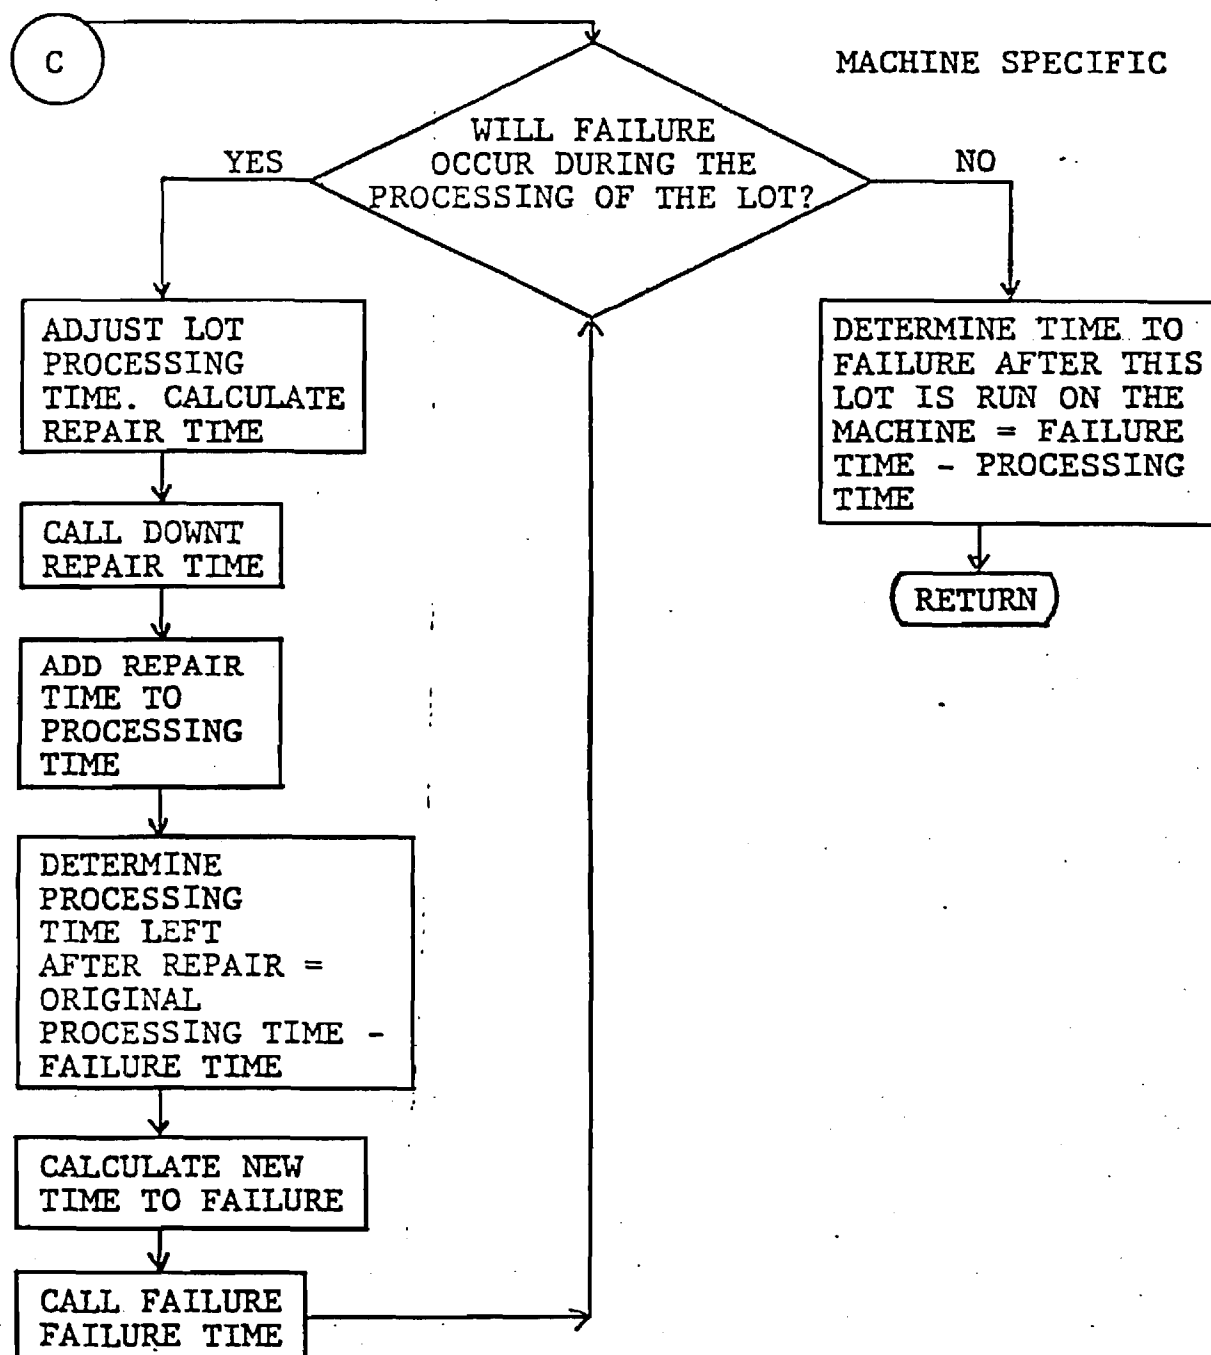 C
MACHINE SPECIFIC
WILL FAILURE
OCCUR DURING THE
PROCESSING OF THE LOT?
YES
NO
ADJUST LOT
PROCESSING
TIME. CALCULATE
REPAIR TIME
CALL DOWNT
REPAIR TIME
ADD REPAIR
TIME TO
PROCESSING
TIME
DETERMINE
PROCESSING
TIME LEFT
AFTER REPAIR =
ORIGINAL
PROCESSING TIME -
FAILURE TIME
CALCULATE NEW
TIME TO FAILURE
CALL FAILURE
FAILURE TIME
DETERMINE TIME TO
FAILURE AFTER THIS
LOT IS RUN ON THE
MACHINE = FAILURE
TIME - PROCESSING
TIME
RETURN